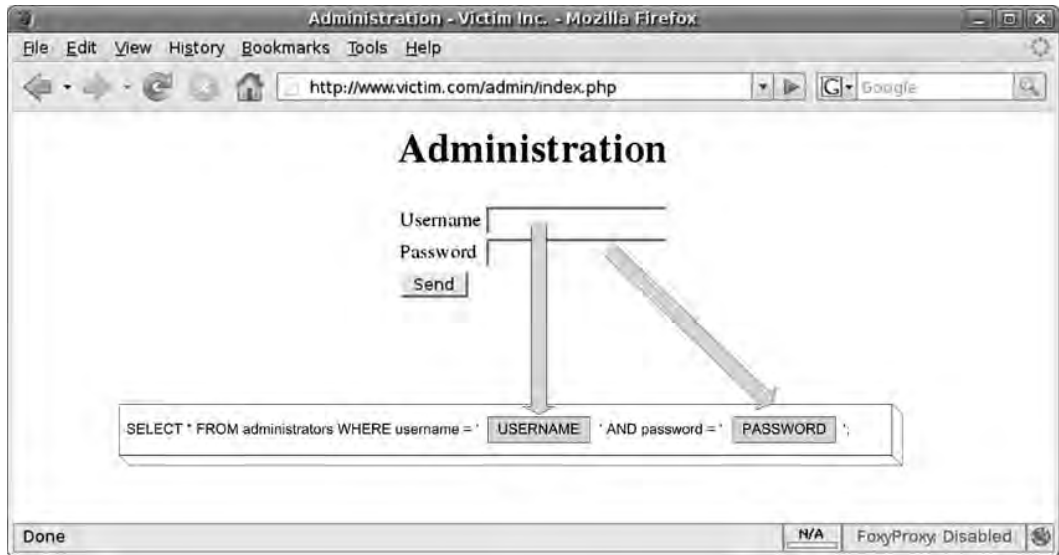 Administration - Victim Inc. - Mozilla Firefox
File Edit View History Bookmarks Tools Help
http://www.victim.com/admin/index.php
G Google
Administration
Username
Password
Send
SELECT * FROM administrators WHERE username = ' USERNAME ' AND password = ' PASSWORD ';
Done N/A FoxyProxy: Disabled